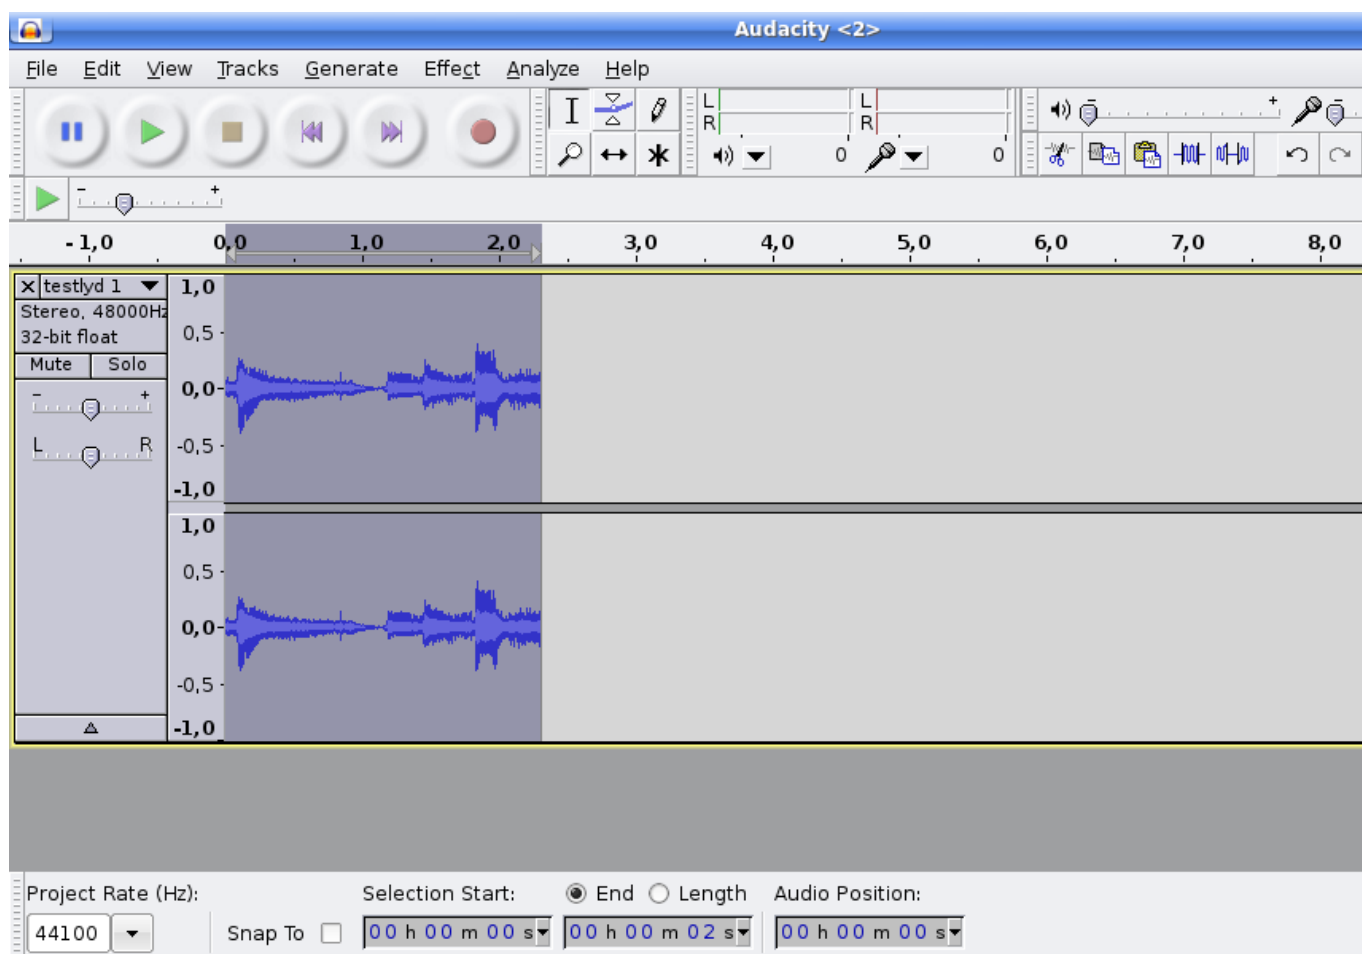 Audacity <2>
File Edit View Tracks Generate Effect Analyze Help
L
R
L
R
0
0
- +
- +
- 1,0 0,0 1,0 2,0 3,0 4,0 5,0 6,0 7,0 8,0
testlyd 1
Stereo, 48000Hz
32-bit float
Mute Solo
- +
L R
1,0
0,5
0,0
-0,5
-1,0
1,0
0,5
0,0
-0,5
-1,0
Project Rate (Hz): Selection Start: End Length Audio Position:
44100 Snap To 00 h 00 m 00 s 00 h 00 m 02 s 00 h 00 m 00 s